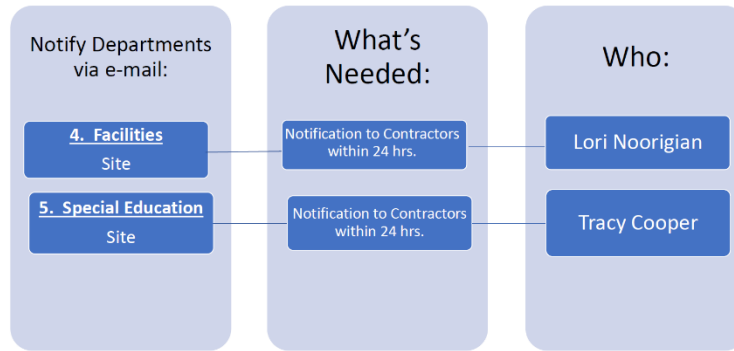 Notify Departments
via e-mail:
What's
Needed:
Who:
4. Facilities
Site
Notification to Contractors
within 24 hrs.
Lori Noorigian
5. Special Education
Site
Notification to Contractors
within 24 hrs.
Tracy Cooper